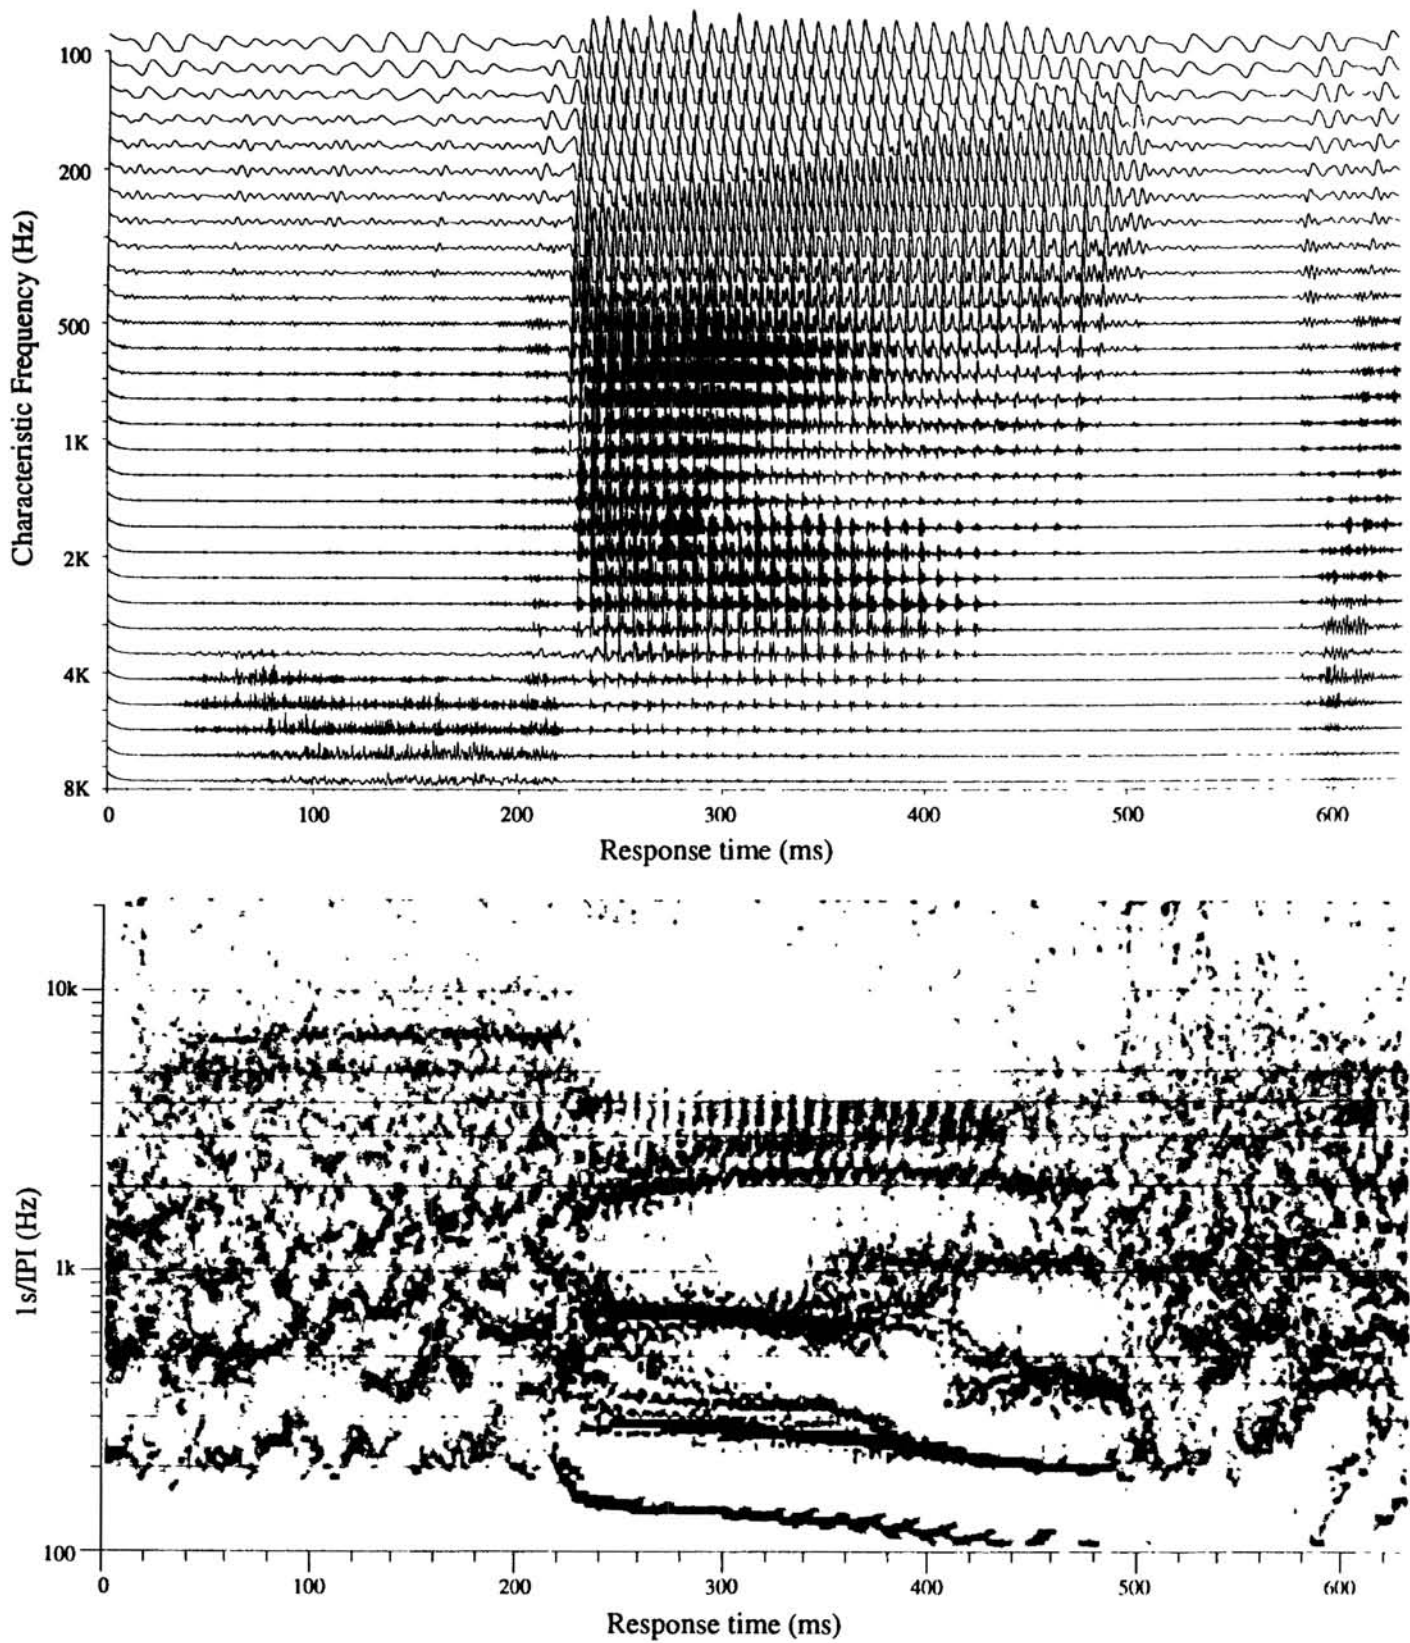 Characteristic Frequency (Hz)
100
200
500
1K
2K
4K
8K
0 100 200 300 400 500 600
Response time (ms)
1s/IPI (Hz)
10k
1k
100
0 100 200 300 400 500 600
Response time (ms)